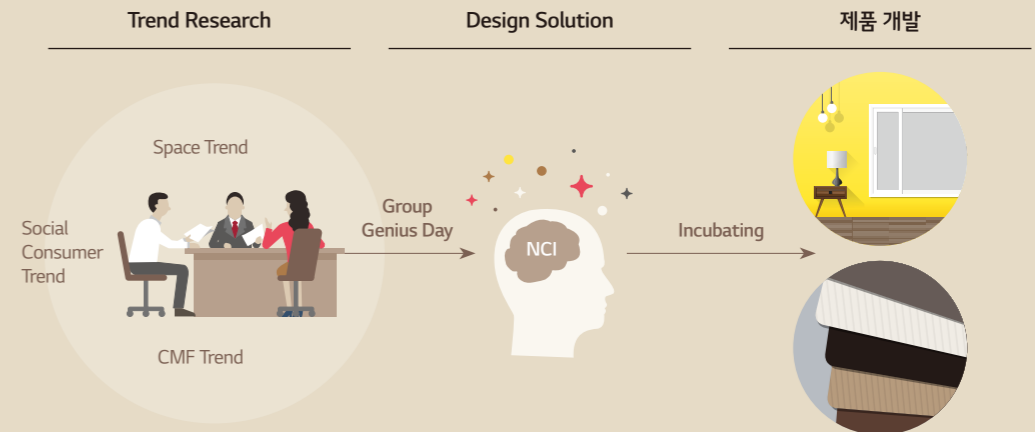 Trend Research
Design Solution
제품 개발
Space Trend
Social
Consumer
Trend
CMF Trend
Group
Genius Day
NCI
Incubating